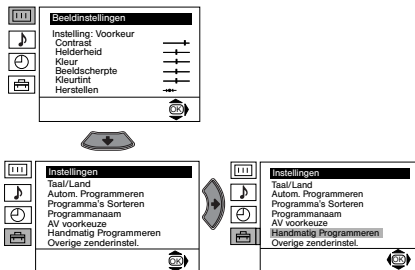 Beeldinstellingen
Instelling: Voorkeur
Contrast
Helderheid
Kleur
Beeldscherpte
Kleurtint
Herstellen
OK
Instellingen
Taal/Land
Autom. Programmeren
Programma's Sorteren
Programmanaam
AV voorkeuze
Handmatig Programmeren
Overige zenderinstel.
OK
Instellingen
Taal/Land
Autom. Programmeren
Programma's Sorteren
Programmanaam
AV voorkeuze
Handmatig Programmeren
Overige zenderinstel.
OK